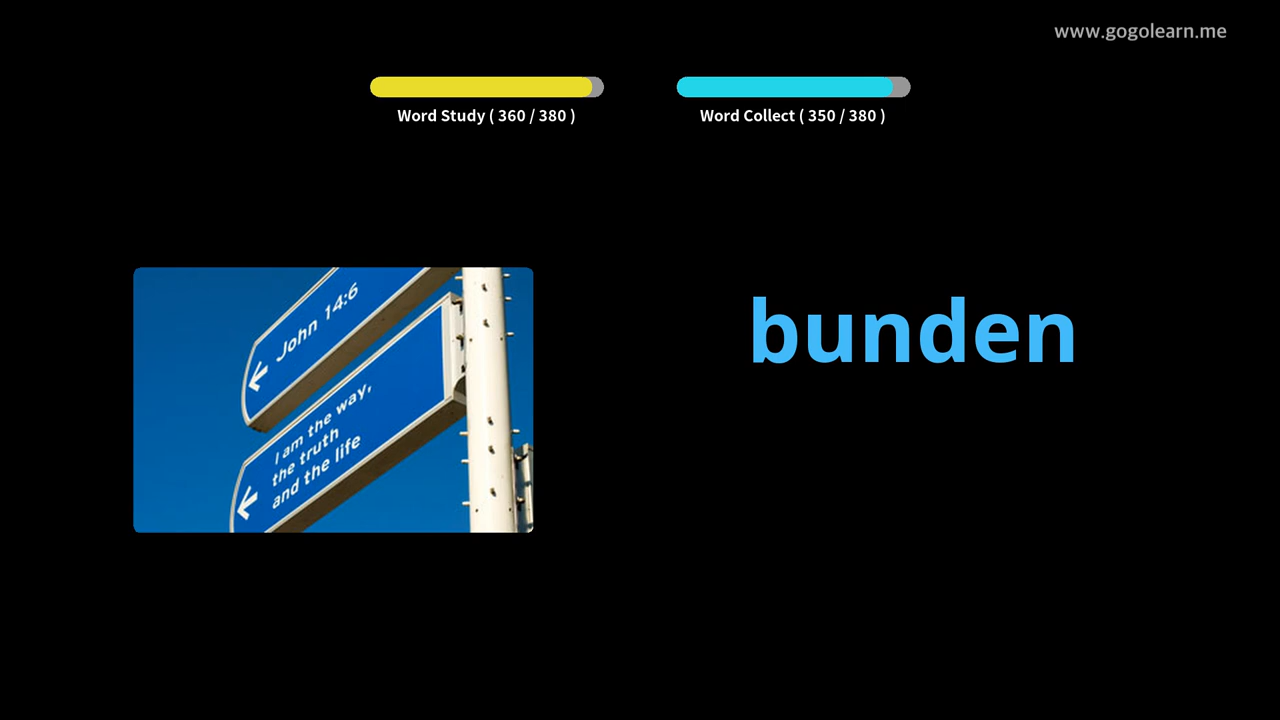 www.gogolearn.me
Word Study ( 360 / 380 )
Word Collect ( 350 / 380 )
John 14:6
I am the way,
the truth
and the life
bunden